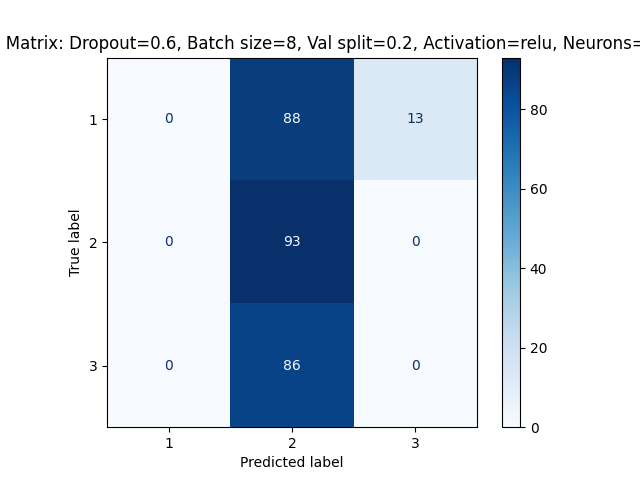 Matrix: Dropout=0.6, Batch size=8, Val split=0.2, Activation=relu, Neurons=
1 0 88 13
2 0 93 0
3 0 86 0
1 2 3
True label
Predicted label
80
60
40
20
0